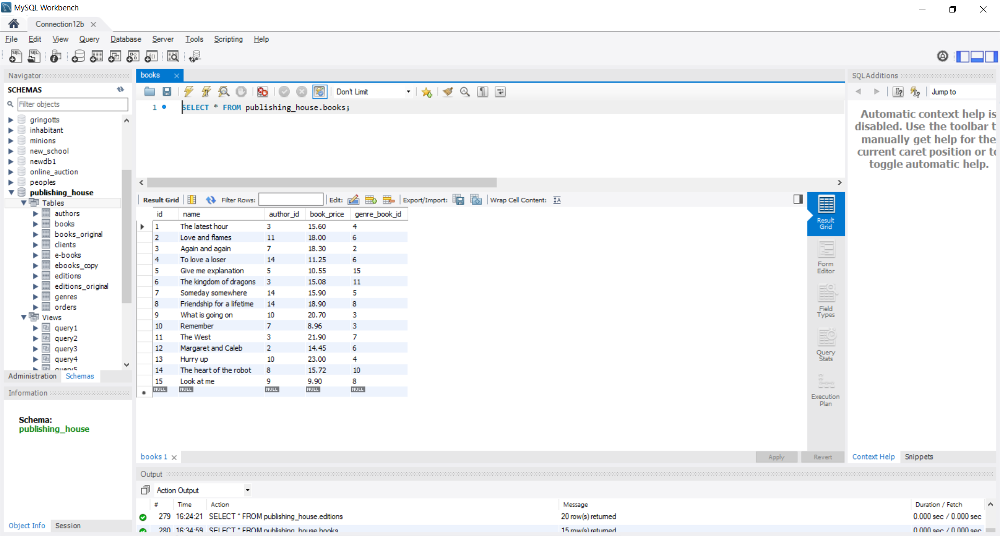 MySQL Workbench
Connection12b
File Edit View Query Database Server Tools Scripting Help
Navigator
SCHEMAS
Filter objects
gringotts
inhabitant
minions
new_school
newdb1
online_auction
peoples
publishing_house
Tables
authors
books
books_original
clients
e-books
ebooks_copy
editions
editions_original
genres
orders
Views
query1
query2
query3
query4
query5
Administration Schemas
Information
Schema:
publishing_house
Object Info Session
books
Don't Limit
1 SELECT * FROM publishing_house.books;
Result Grid Filter Rows: Edit: Export/Import: Wrap Cell Content:
id name author_id book_price genre_book_id
1 The latest hour 3 15.60 4
2 Love and flames 11 18.00 6
3 Again and again 7 18.30 2
4 To love a loser 14 11.25 6
5 Give me explanation 5 10.55 15
6 The kingdom of dragons 3 15.08 11
7 Someday somewhere 14 15.90 5
8 Friendship for a lifetime 14 18.90 8
9 What is going on 10 20.70 3
10 Remember 7 8.96 3
11 The West 3 21.90 7
12 Margaret and Caleb 2 14.45 6
13 Hurry up 10 23.00 4
14 The heart of the robot 8 15.72 10
15 Look at me 9 9.90 8
NULL NULL NULL NULL NULL
Result
Grid
Form
Editor
Field
Types
Query
Stats
Execution
Plan
books 1 Apply Revert
SQLAdditions
Jump to
Automatic context help is
disabled. Use the toolbar t
manually get help for the
current caret position or to
toggle automatic help.
Context Help Snippets
Output
Action Output
# Time Action Message Duration / Fetch
279 16:24:21 SELECT * FROM publishing_house.editions 20 row(s) returned 0.000 sec / 0.000 sec
280 16:34:59 SELECT * FROM publishing_house.books 15 row(s) returned 0.000 sec / 0.000 sec